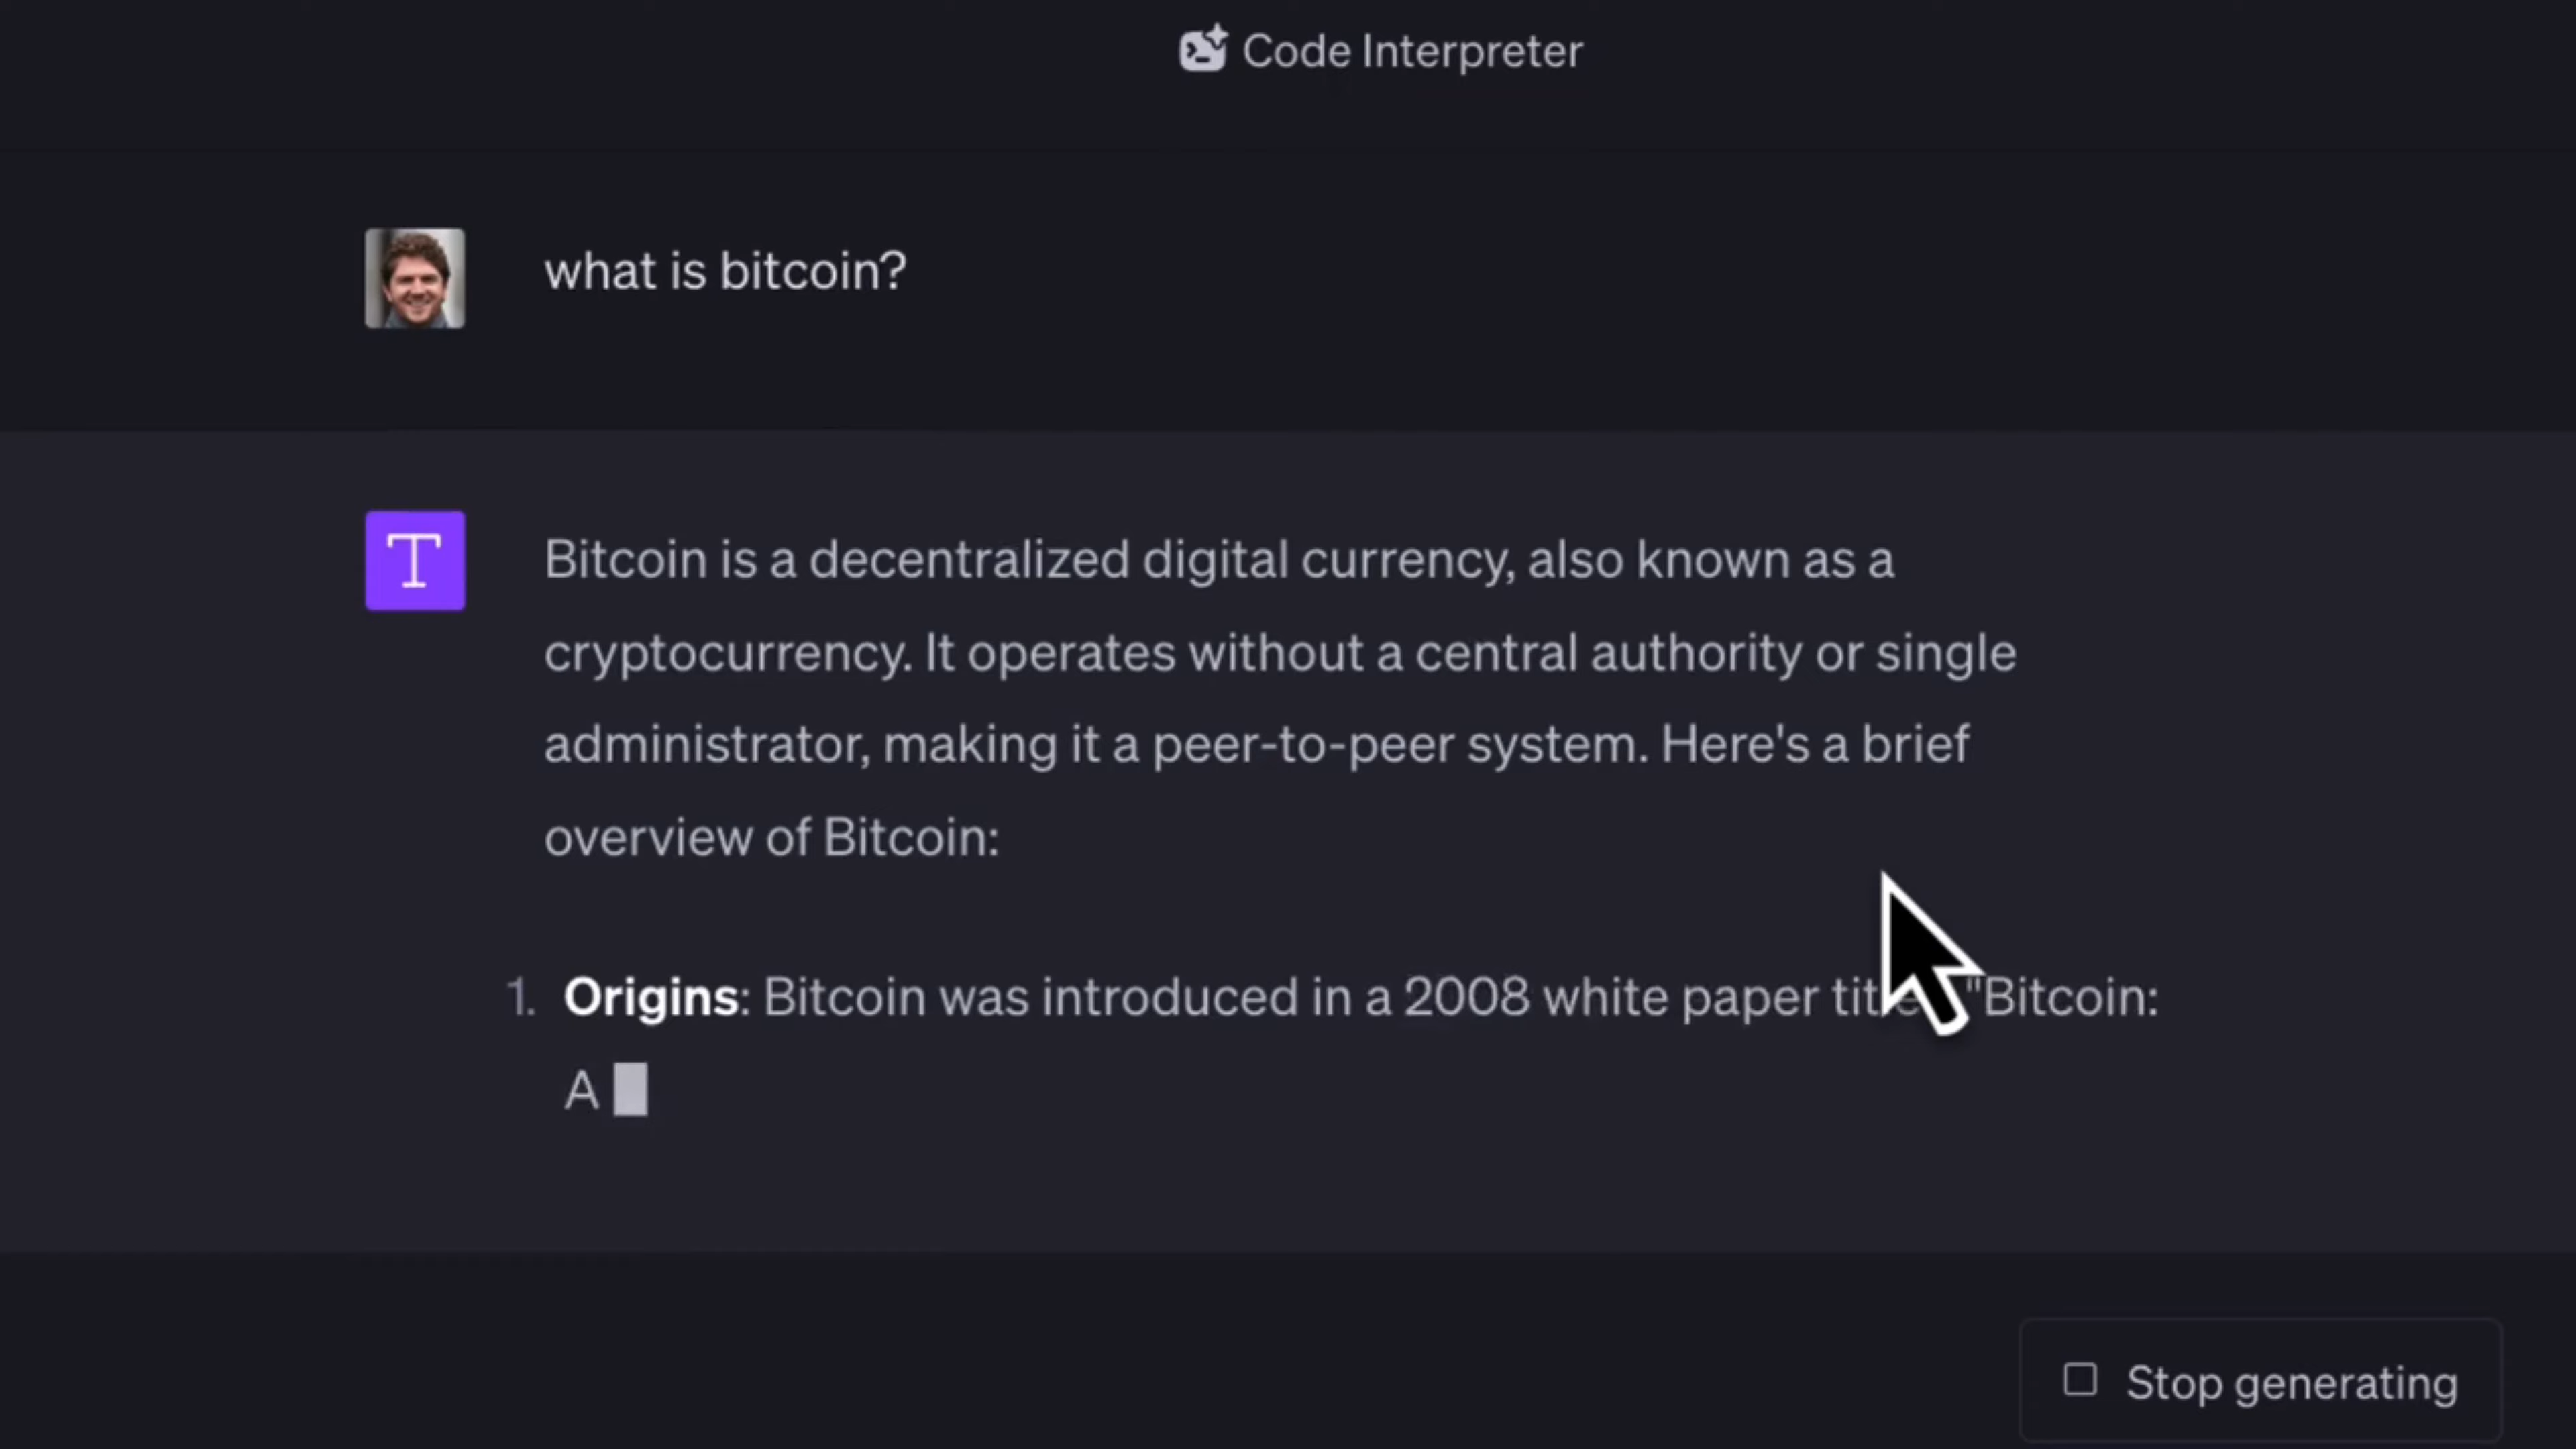 Code Interpreter
what is bitcoin?
T
Bitcoin is a decentralized digital currency, also known as a
cryptocurrency. It operates without a central authority or single
administrator, making it a peer-to-peer system. Here's a brief
overview of Bitcoin:
1. Origins: Bitcoin was introduced in a 2008 white paper "Bitcoin:
A
Stop generating